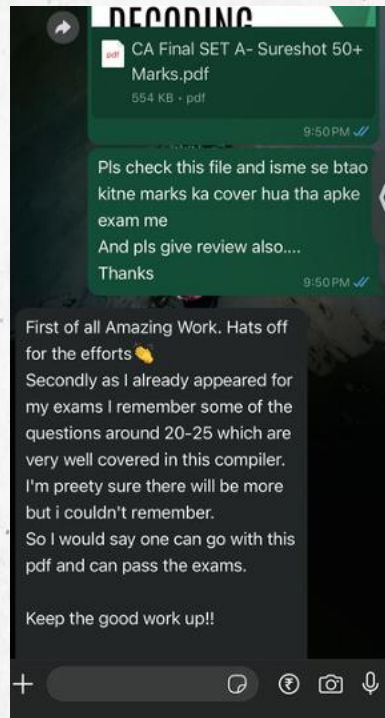 DECODING
CA Final SET A- Sureshot 50+
Marks.pdf
pdf
554 KB • pdf
9:50 PM
Pls check this file and isme se btao
kitne marks ka cover hua tha apke
exam me
And pls give review also....
Thanks
9:50 PM
First of all Amazing Work. Hats off
for the efforts👏
Secondly as I already appeared for
my exams I remember some of the
questions around 20-25 which are
very well covered in this compiler.
I'm preety sure there will be more
but i couldn't remember.
So I would say one can go with this
pdf and can pass the exams.
Keep the good work up!!